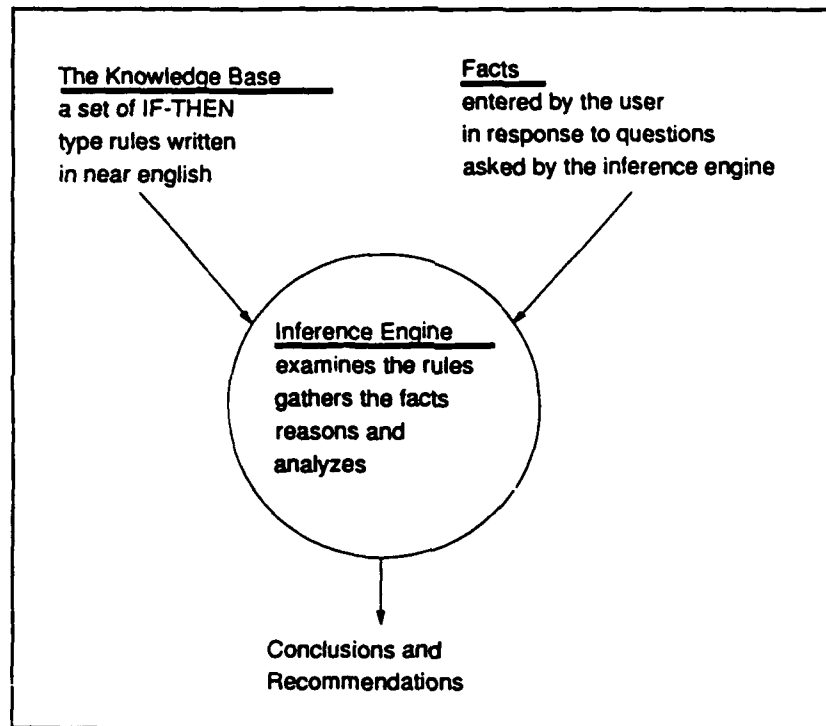 The Knowledge Base
a set of IF-THEN
type rules written
in near english
Facts
entered by the user
in response to questions
asked by the inference engine
Inference Engine
examines the rules
gathers the facts
reasons and
analyzes
Conclusions and
Recommendations